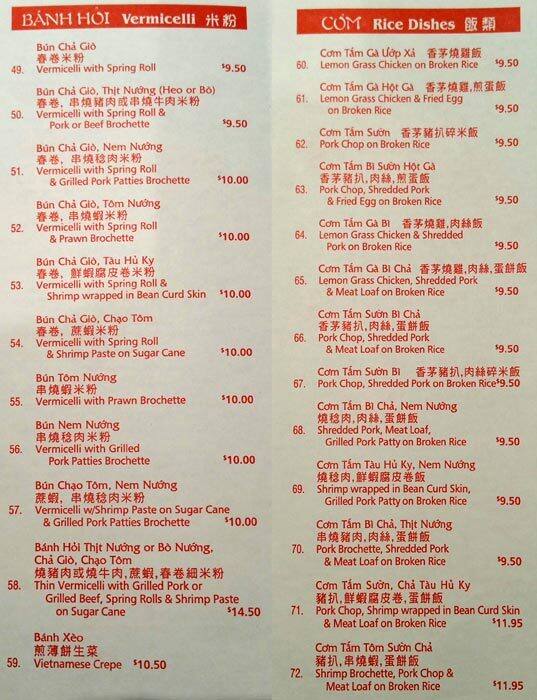 BÁNH HỎI Vermicelli 米粉
Bún Chả Giò
春卷米粉
49. Vermicelli with Spring Roll $9.50
Bún Chả Giò, Thịt Nướng (Heo or Bò)
春卷, 串燒豬肉或串燒牛肉米粉
50. Vermicelli with Spring Roll &
Pork or Beef Brochette $9.50
Bún Chả Giò, Nem Nướng
春卷, 串燒稔肉米粉
51. Vermicelli with Spring Roll
& Grilled Pork Patties Brochette $10.00
Bún Chả Giò, Tôm Nướng
春卷, 串燒蝦米粉
52. Vermicelli with Spring Roll
& Prawn Brochette $10.00
Bún Chả Giò, Tàu Hủ Ky
春卷, 鮮蝦腐皮卷米粉
53. Vermicelli with Spring Roll &
Shrimp wrapped in Bean Curd Skin $10.00
Bún Chả Giò, Chạo Tôm
春卷, 蔗蝦米粉
54. Vermicelli with Spring Roll
& Shrimp Paste on Sugar Cane $10.00
Bún Tôm Nướng
串燒蝦米粉
55. Vermicelli with Prawn Brochette $10.00
Bún Nem Nướng
串燒稔肉米粉
56. Vermicelli with Grilled
Pork Patties Brochette $10.00
Bún Chạo Tôm, Nem Nướng
蔗蝦, 串燒稔肉米粉
57. Vermicelli w/Shrimp Paste on Sugar Cane
& Grilled Pork Patties Brochette $10.00
Bánh Hỏi Thịt Nướng or Bò Nướng,
Chả Giò, Chạo Tôm
燒豬肉或燒牛肉,蔗蝦,春卷細米粉
58. Thin Vermicelli with Grilled Pork or
Grilled Beef, Spring Rolls & Shrimp Paste
on Sugar Cane $14.50
Bánh Xèo
煎薄餅生菜
59. Vietnamese Crepe $10.50
CƠM Rice Dishes 飯類
Cơm Tấm Gà Ướp Xả 香茅燒雞飯
60. Lemon Grass Chicken on Broken Rice $9.50
Cơm Tấm Gà Hột Gà 香茅燒雞,煎蛋飯
61. Lemon Grass Chicken & Fried Egg
on Broken Rice $9.50
Cơm Tấm Sườn 香茅豬扒碎米飯
62. Pork Chop on Broken Rice $9.50
Cơm Tấm Bì Sườn Hột Gà
香茅豬扒,肉絲,煎蛋飯
63. Pork Chop, Shredded Pork
& Fried Egg on Broken Rice $9.50
Cơm Tấm Gà Bì 香茅燒雞,肉絲飯
64. Lemon Grass Chicken & Shredded
Pork on Broken Rice $9.50
Cơm Tấm Gà Bì Chả 香茅燒雞,肉絲,蛋餅飯
65. Lemon Grass Chicken, Shredded Pork
& Meat Loaf on Broken Rice $9.50
Cơm Tấm Sườn Bì Chả
香茅豬扒,肉絲,蛋餅飯
66. Pork Chop, Shredded Pork
& Meat Loaf on Broken Rice $9.50
Cơm Tấm Sườn Bì 香茅豬扒,肉絲碎米飯
67. Pork Chop, Shredded Pork on Broken Rice $9.50
Cơm Tấm Bì Chả, Nem Nướng
燒稔肉,肉絲,蛋餅飯
68. Shredded Pork, Meat Loaf,
Grilled Pork Patty on Broken Rice $9.50
Cơm Tấm Tàu Hủ Ky, Nem Nướng
燒稔肉,鮮蝦腐皮卷飯
69. Shrimp wrapped in Bean Curd Skin,
Grilled Pork Patty on Broken Rice $9.50
Cơm Tấm Bì Chả, Thịt Nướng
串燒豬肉,肉絲,蛋餅飯
70. Pork Brochette, Shredded Pork
& Meat Loaf on Broken Rice $9.50
Cơm Tấm Sườn, Chả Tàu Hủ Ky
豬扒,鮮蝦腐皮卷,蛋餅飯
71. Pork Chop, Shrimp wrapped in Bean Curd Skin
& Meat Loaf on Broken Rice $11.95
Cơm Tấm Tôm Sườn Chả
豬扒,串燒蝦,蛋餅飯
72. Shrimp Brochette, Pork Chop &
Meat Loaf on Broken Rice $11.95